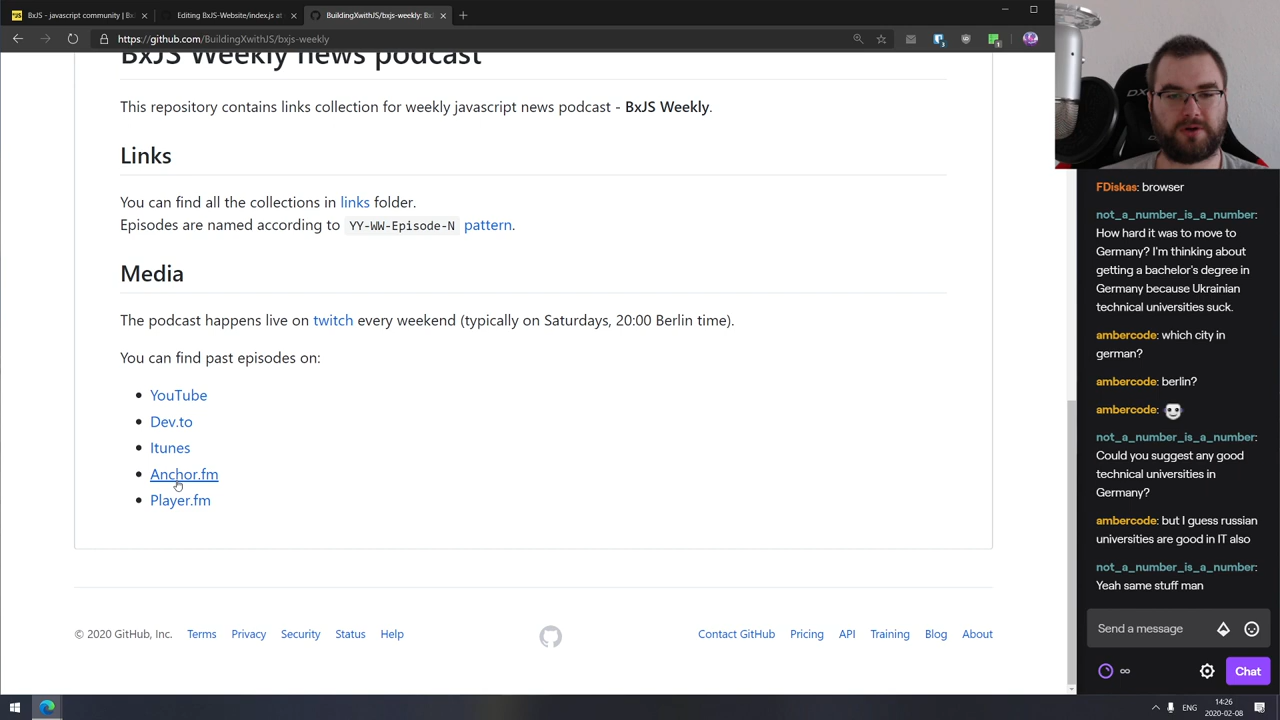 BxJS - javascript community | Bx
Editing BxJS-Website/index.js at
BuildingXwithJS/bxjs-weekly: Bx
https://github.com/BuildingXwithJS/bxjs-weekly
BxJS Weekly news podcast
This repository contains links collection for weekly javascript news podcast - BxJS Weekly.
Links
You can find all the collections in links folder.
Episodes are named according to YY-WW-Episode-N pattern.
Media
The podcast happens live on twitch every weekend (typically on Saturdays, 20:00 Berlin time).
You can find past episodes on:
YouTube
Dev.to
Itunes
Anchor.fm
Player.fm
© 2020 GitHub, Inc. Terms Privacy Security Status Help
Contact GitHub Pricing API Training Blog About
FDiskas: browser
not_a_number_is_a_number:
How hard it was to move to
Germany? I'm thinking about
getting a bachelor's degree in
Germany because Ukrainian
technical universities suck.
ambercode: which city in
german?
ambercode: berlin?
ambercode:
not_a_number_is_a_number:
Could you suggest any good
technical universities in
Germany?
ambercode: but I guess russian
universities are good in IT also
not_a_number_is_a_number:
Yeah same stuff man
Send a message
∞
Chat
ENG
14:26
2020-02-08